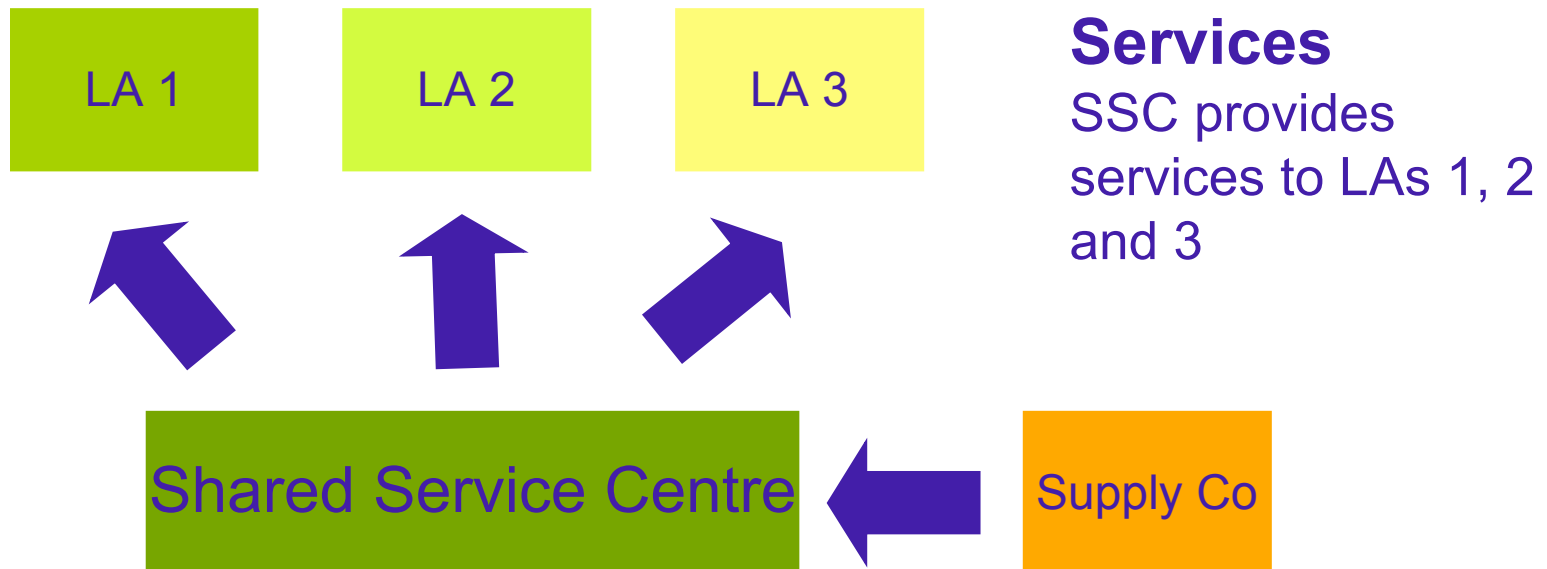 LA 1
LA 2
LA 3
Services
SSC provides
services to LAs 1, 2
and 3
Shared Service Centre
Supply Co